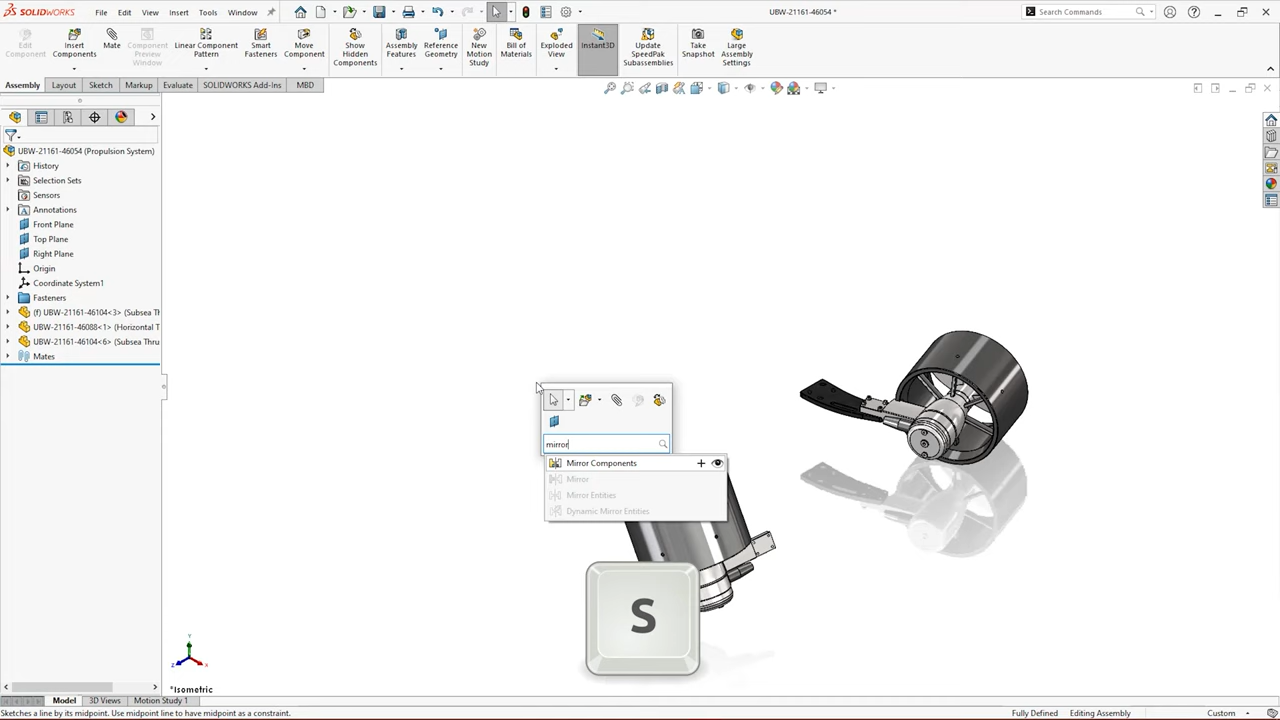 SOLIDWORKS File Edit View Insert Tools Window UBW-21161-46054 * Search Commands
Edit Component
Insert Components
Mate
Component Preview Window
Linear Component Pattern
Smart Fasteners
Move Component
Show Hidden Components
Assembly Features
Reference Geometry
New Motion Study
Bill of Materials
Exploded View
Instant3D
Update SpeedPak Subassemblies
Take Snapshot
Large Assembly Settings
Assembly Layout Sketch Markup Evaluate SOLIDWORKS Add-Ins MBD
UBW-21161-46054 (Propulsion System)
History
Selection Sets
Sensors
Annotations
Front Plane
Top Plane
Right Plane
Origin
Coordinate System1
Fasteners
(f) UBW-21161-46104<3> (Subsea Th
UBW-21161-46088<1> (Horizontal T
UBW-21161-46104<6> (Subsea Thru
Mates
mirror
Mirror Components
Mirror
Mirror Entities
Dynamic Mirror Entities
S
Y
Z X
*Isometric
Model 3D Views Motion Study 1
Sketches a line by its midpoint. Use midpoint line to have midpoint as a constraint. Fully Defined Editing Assembly Custom